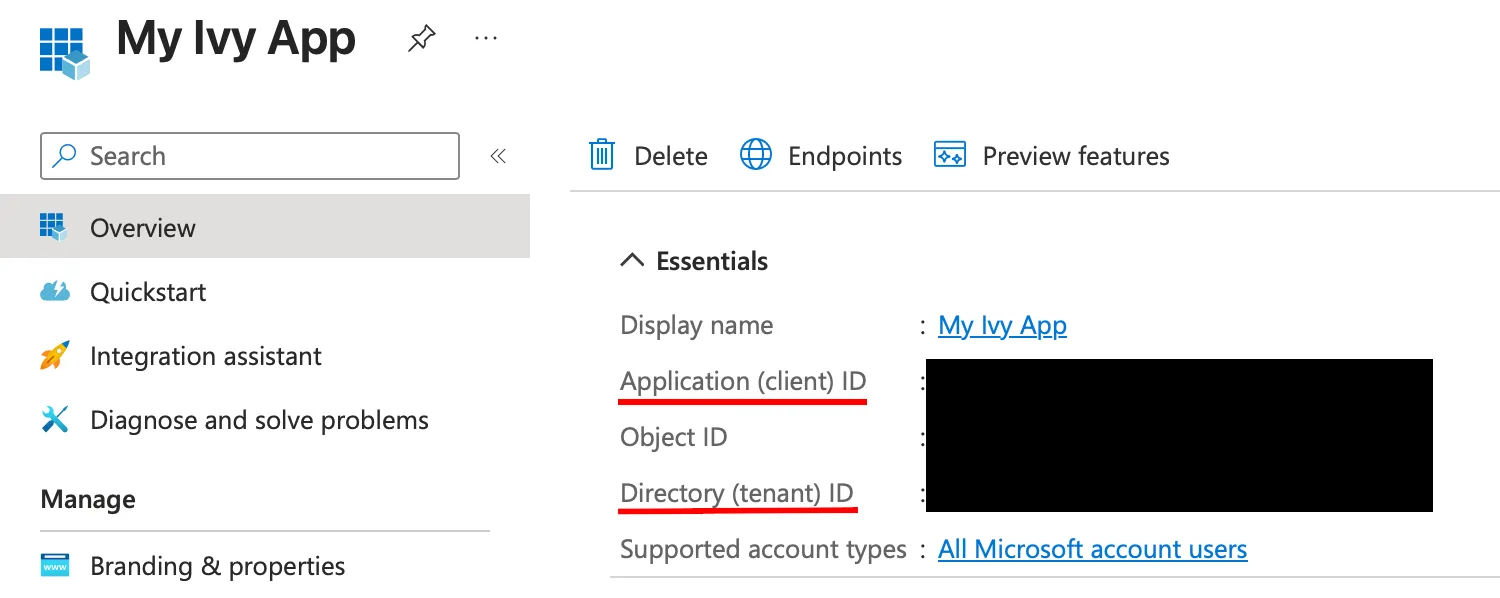 My Ivy App
Search
Delete
Endpoints
Preview features
Overview
Quickstart
Integration assistant
Diagnose and solve problems
Manage
www
Branding & properties
Essentials
Display name : My Ivy App
Application (client) ID :
Object ID :
Directory (tenant) ID :
Supported account types : All Microsoft account users